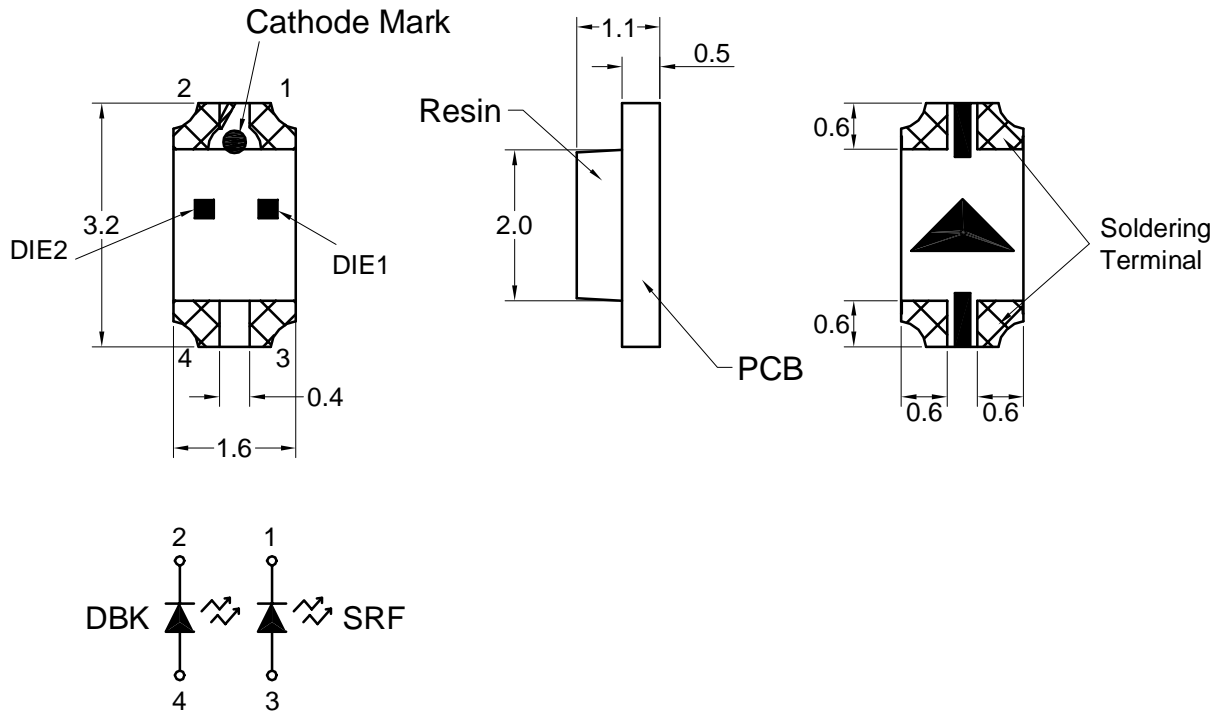 Cathode Mark
2
1
3.2
DIE2
DIE1
4
3
0.4
1.6
1.1
0.5
Resin
2.0
PCB
0.6
Soldering
Terminal
0.6
0.6
0.6
2
1
DBK
SRF
4
3